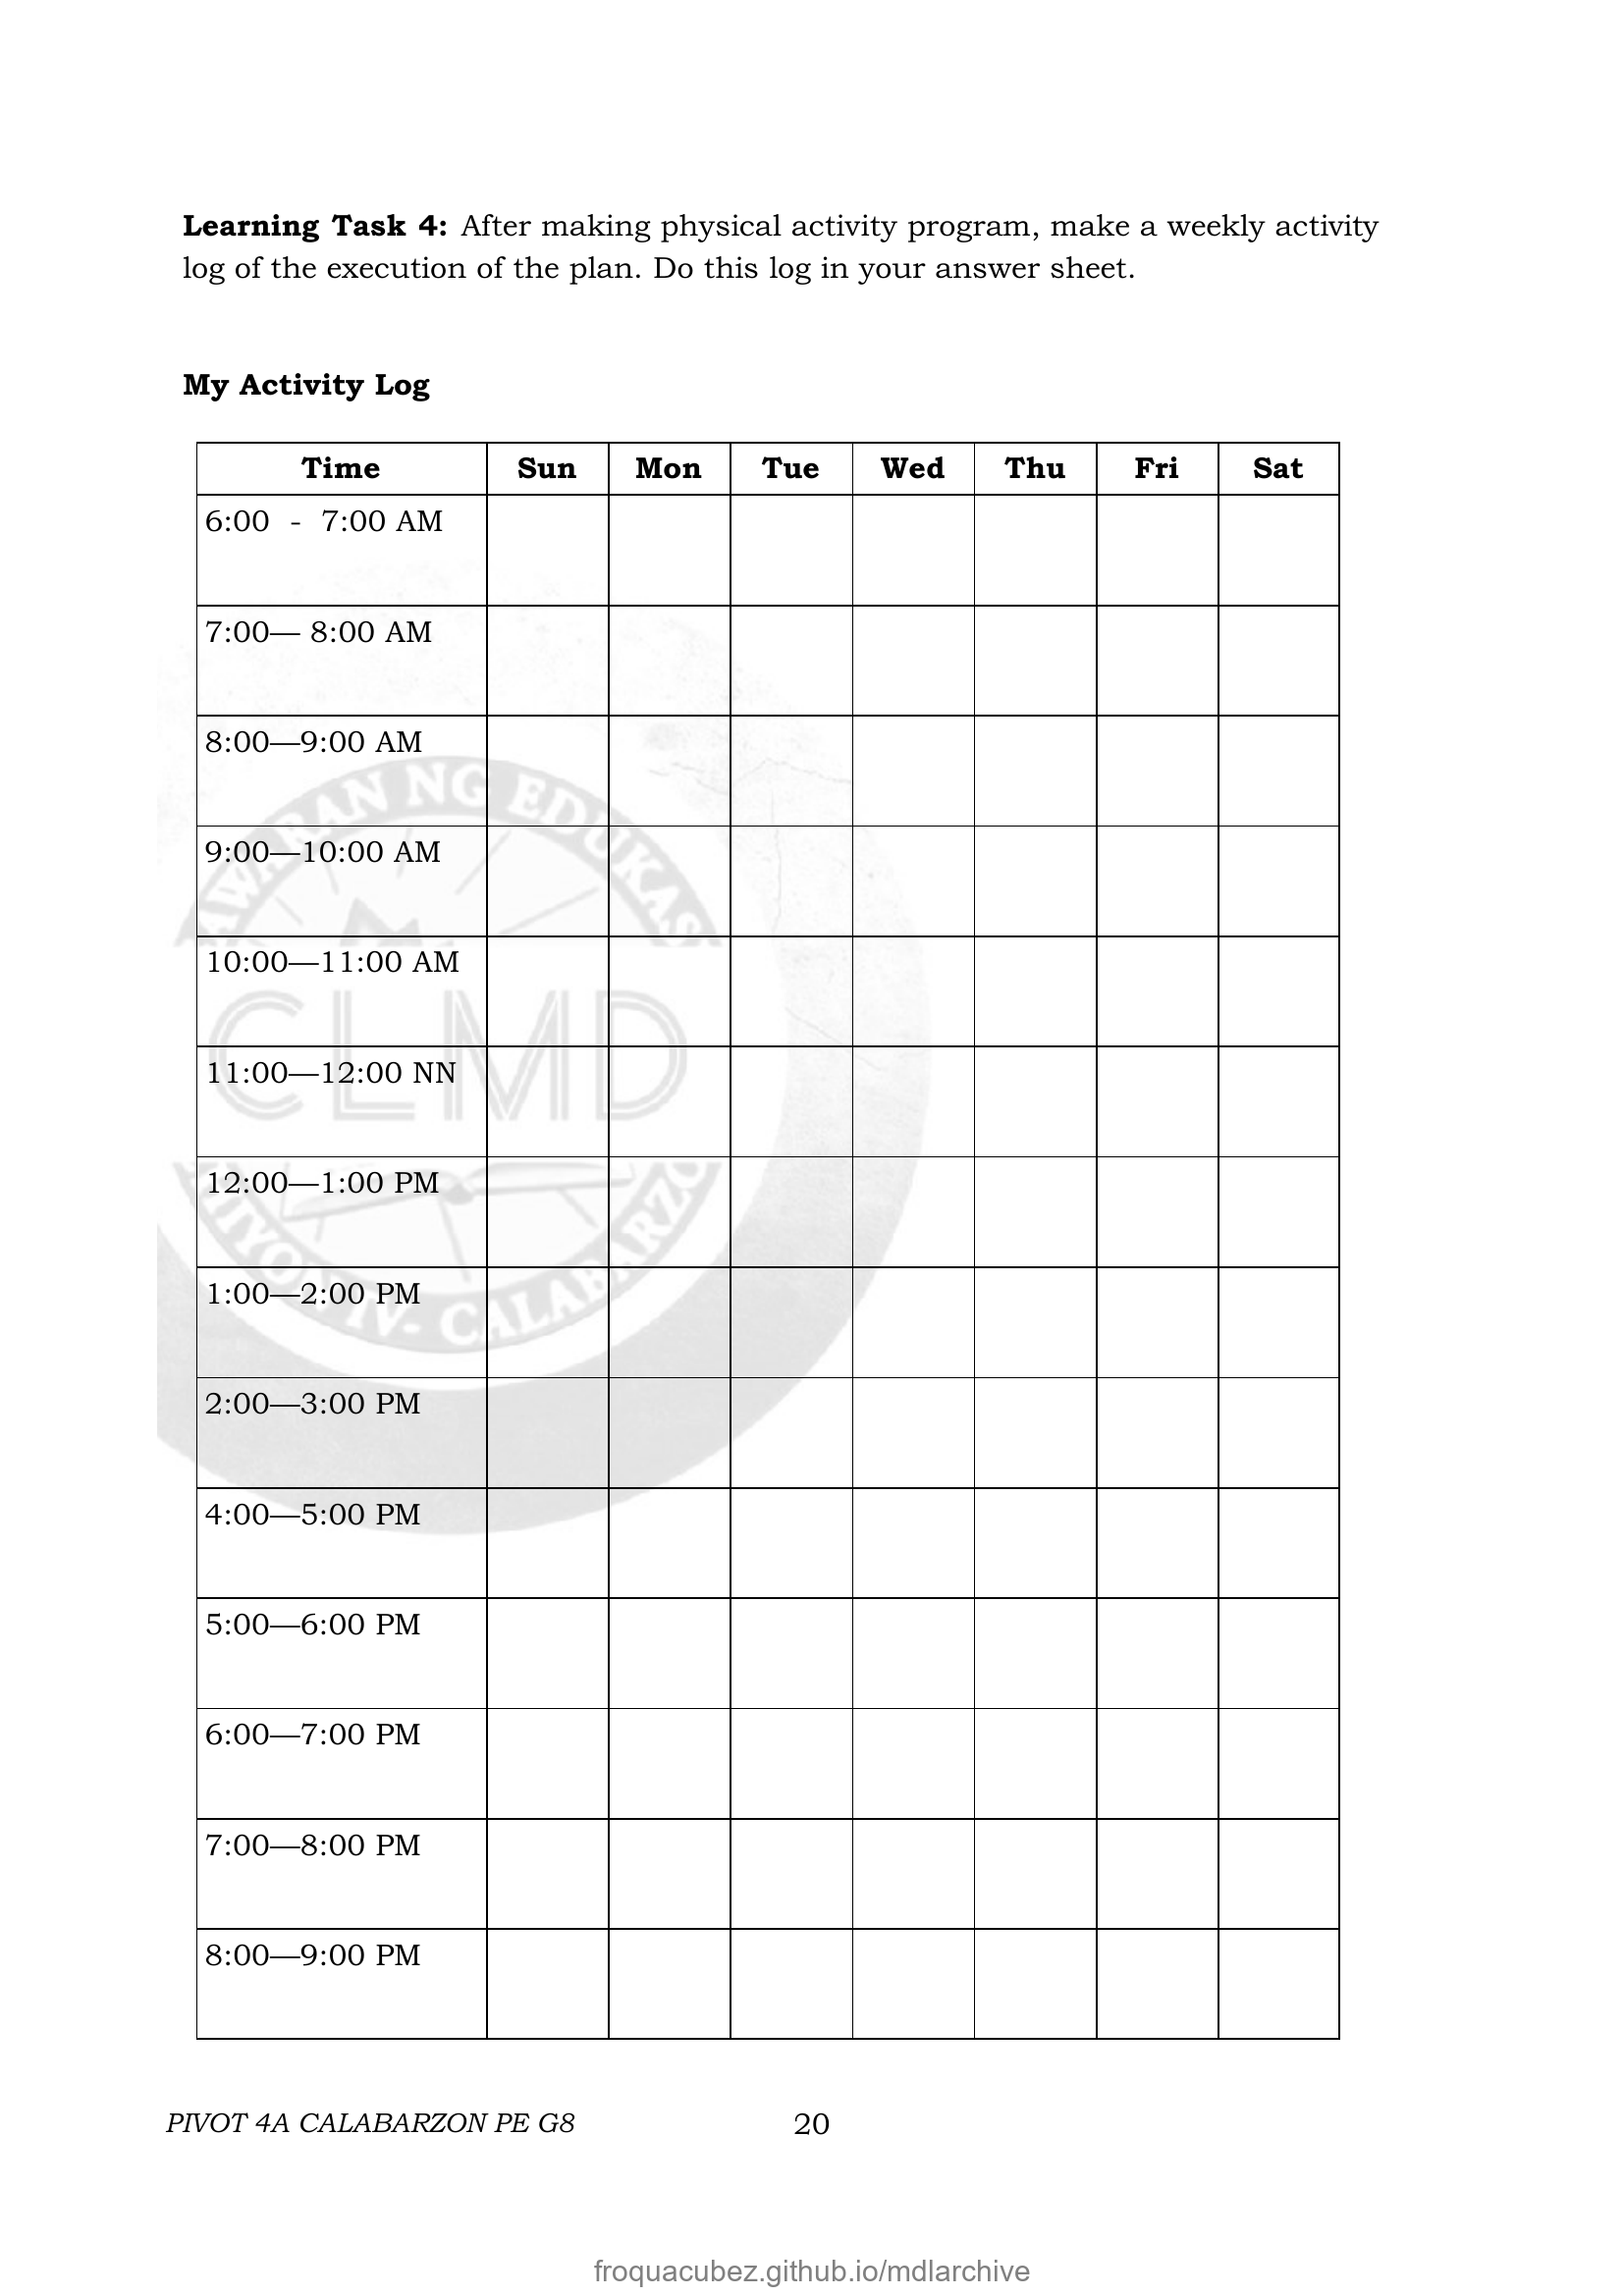 Learning Task 4: After making physical activity program, make a weekly activity
log of the execution of the plan. Do this log in your answer sheet.
My Activity Log
Time Sun Mon Tue Wed Thu Fri Sat
6:00 - 7:00 AM
7:00— 8:00 AM
8:00—9:00 AM
9:00—10:00 AM
10:00—11:00 AM
11:00—12:00 NN
12:00—1:00 PM
1:00—2:00 PM
2:00—3:00 PM
4:00—5:00 PM
5:00—6:00 PM
6:00—7:00 PM
7:00—8:00 PM
8:00—9:00 PM
AWARAN NG EDUKAS
CLMD
IYON IV- CALABARZO
PIVOT 4A CALABARZON PE G8 20
froquacubez.github.io/mdlarchive